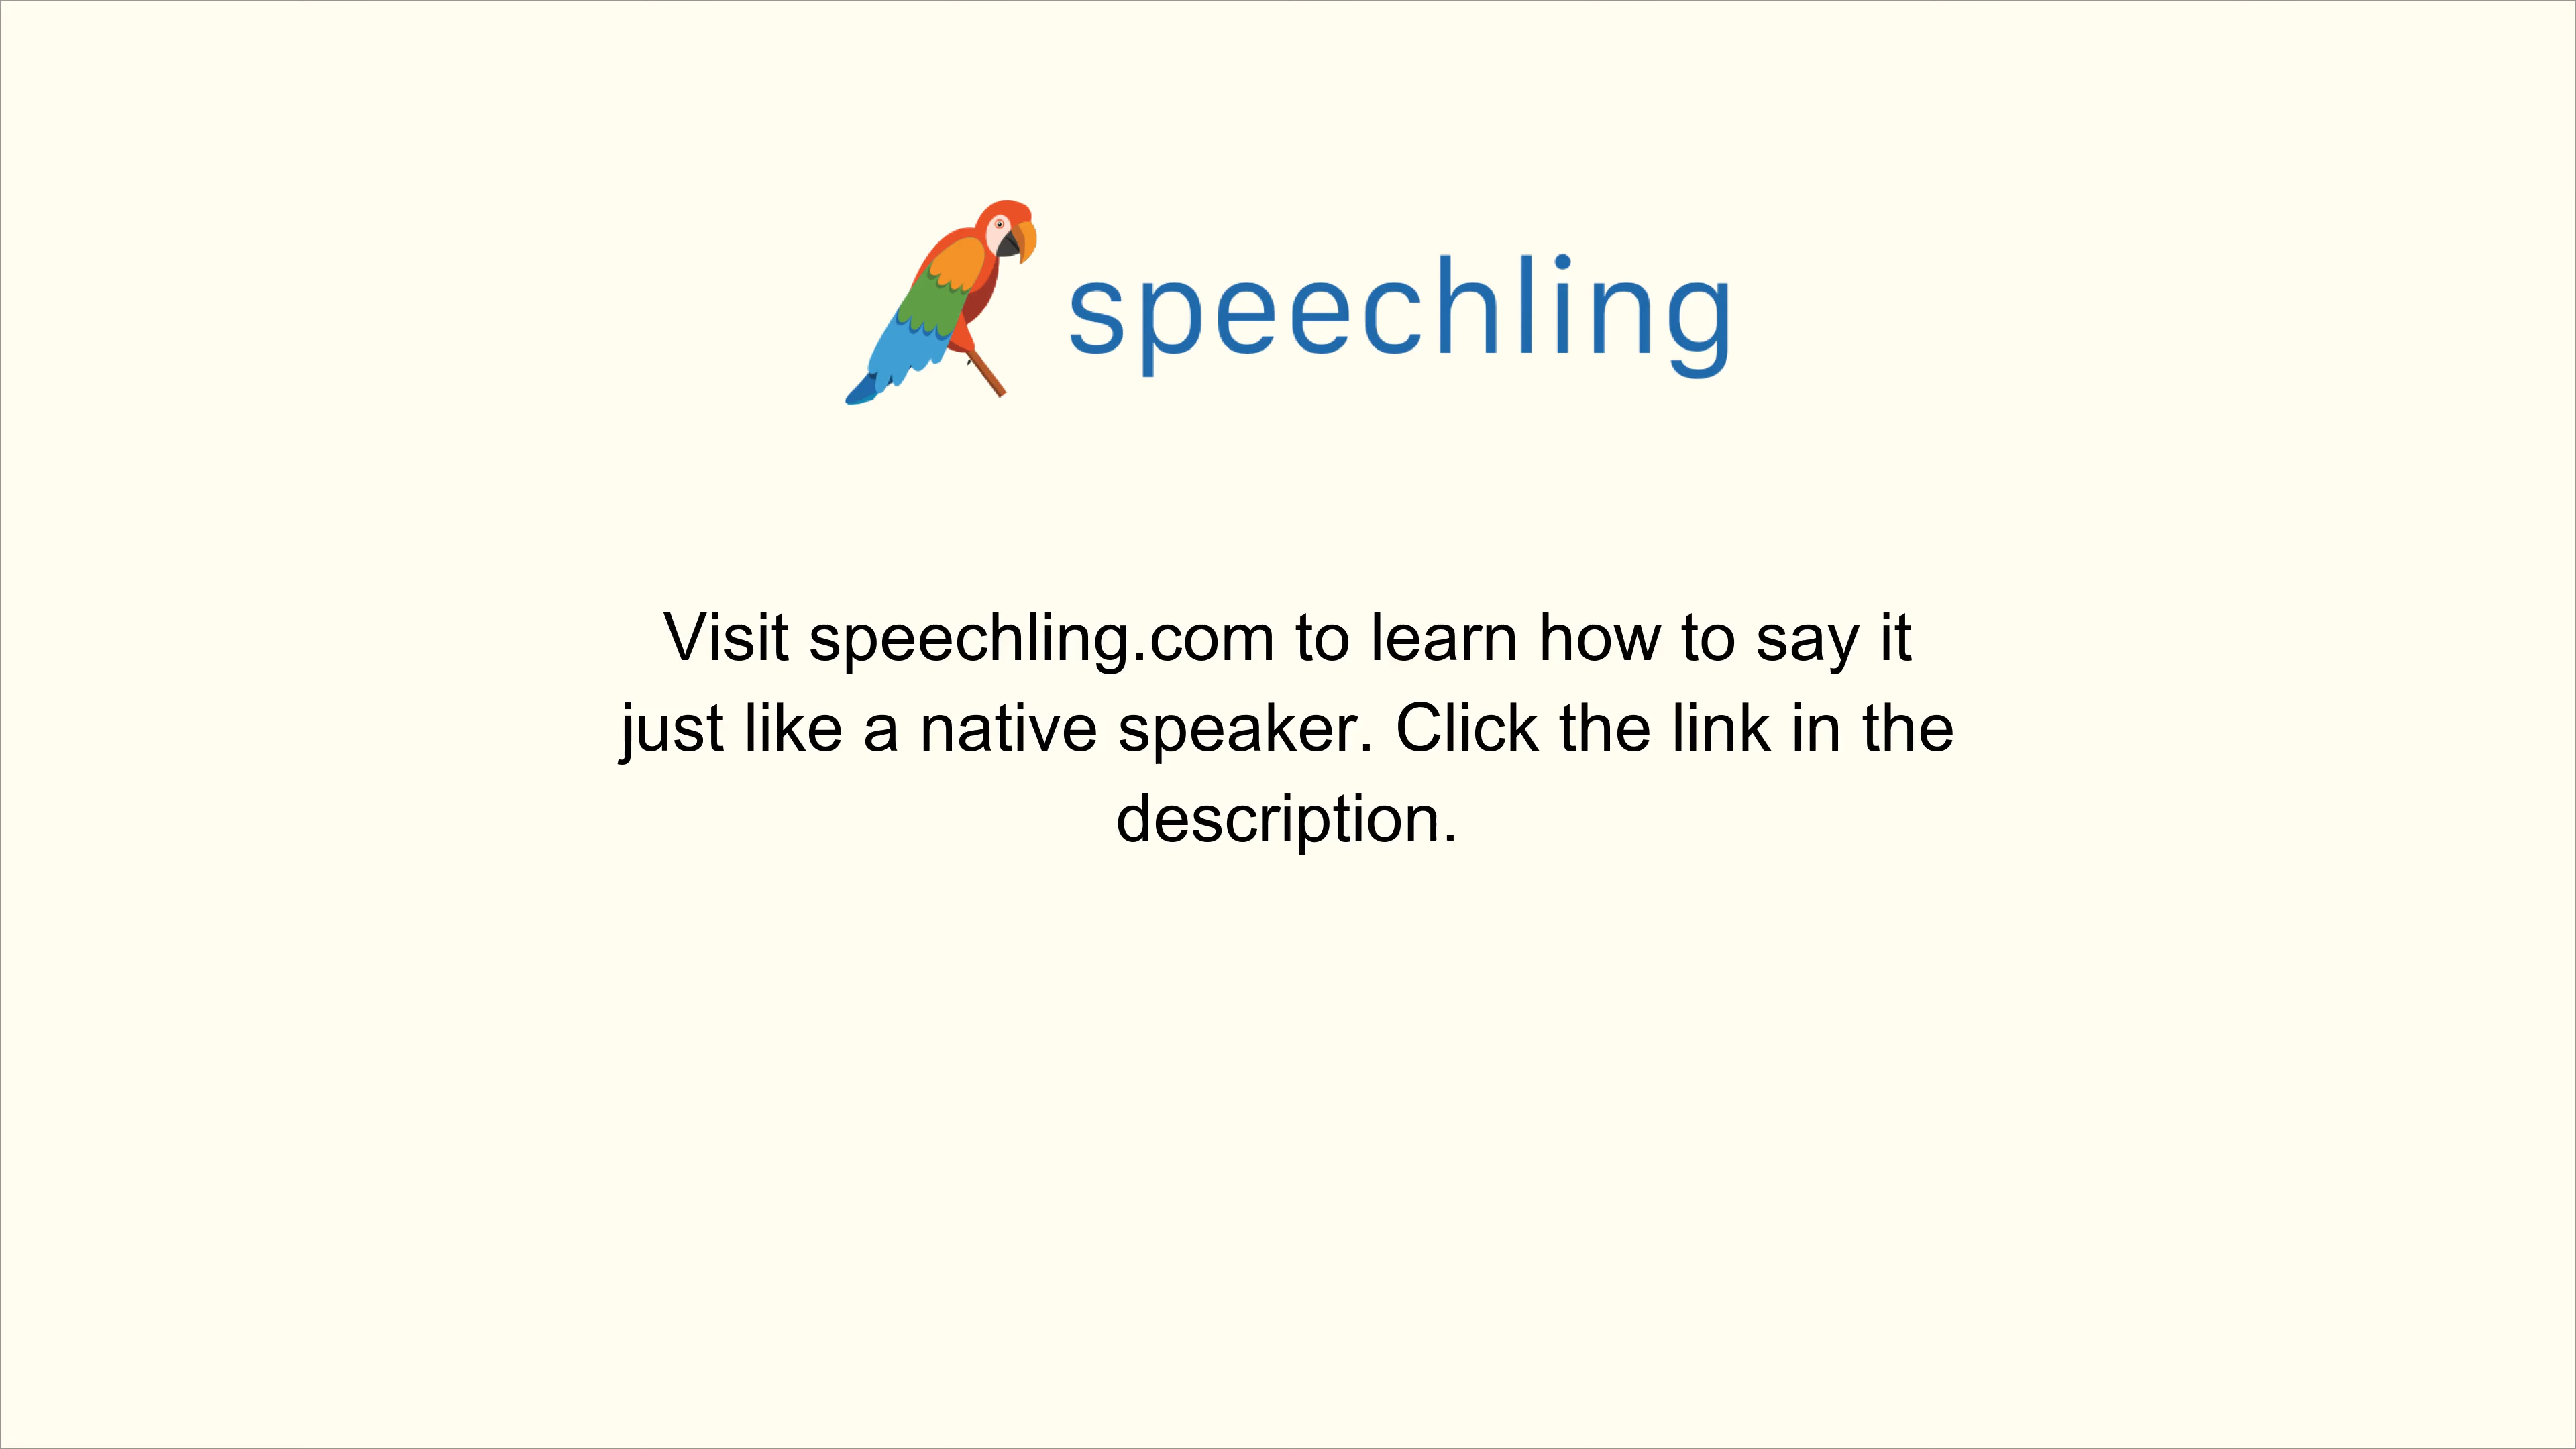 speechling
Visit speechling.com to learn how to say it
just like a native speaker. Click the link in the
description.